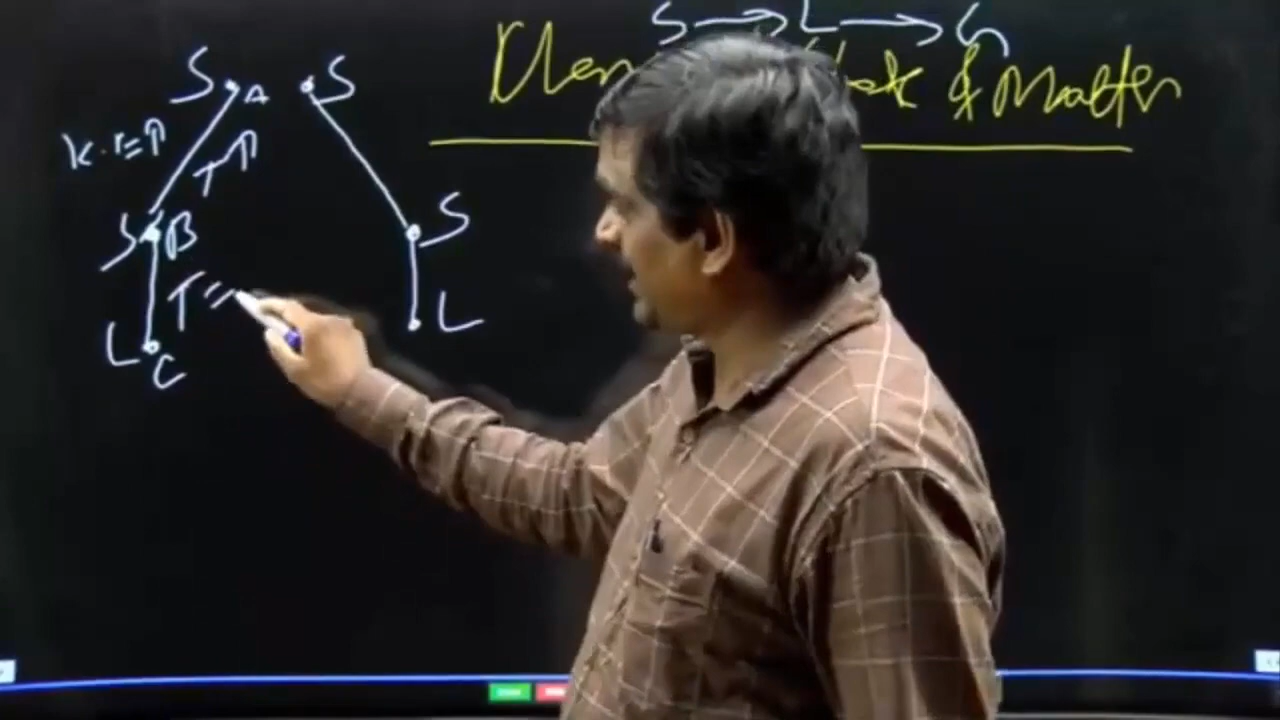 S → L → G
& Matter
S A
S
K.E=↑
T↑
S B
S
T=
L
L
C